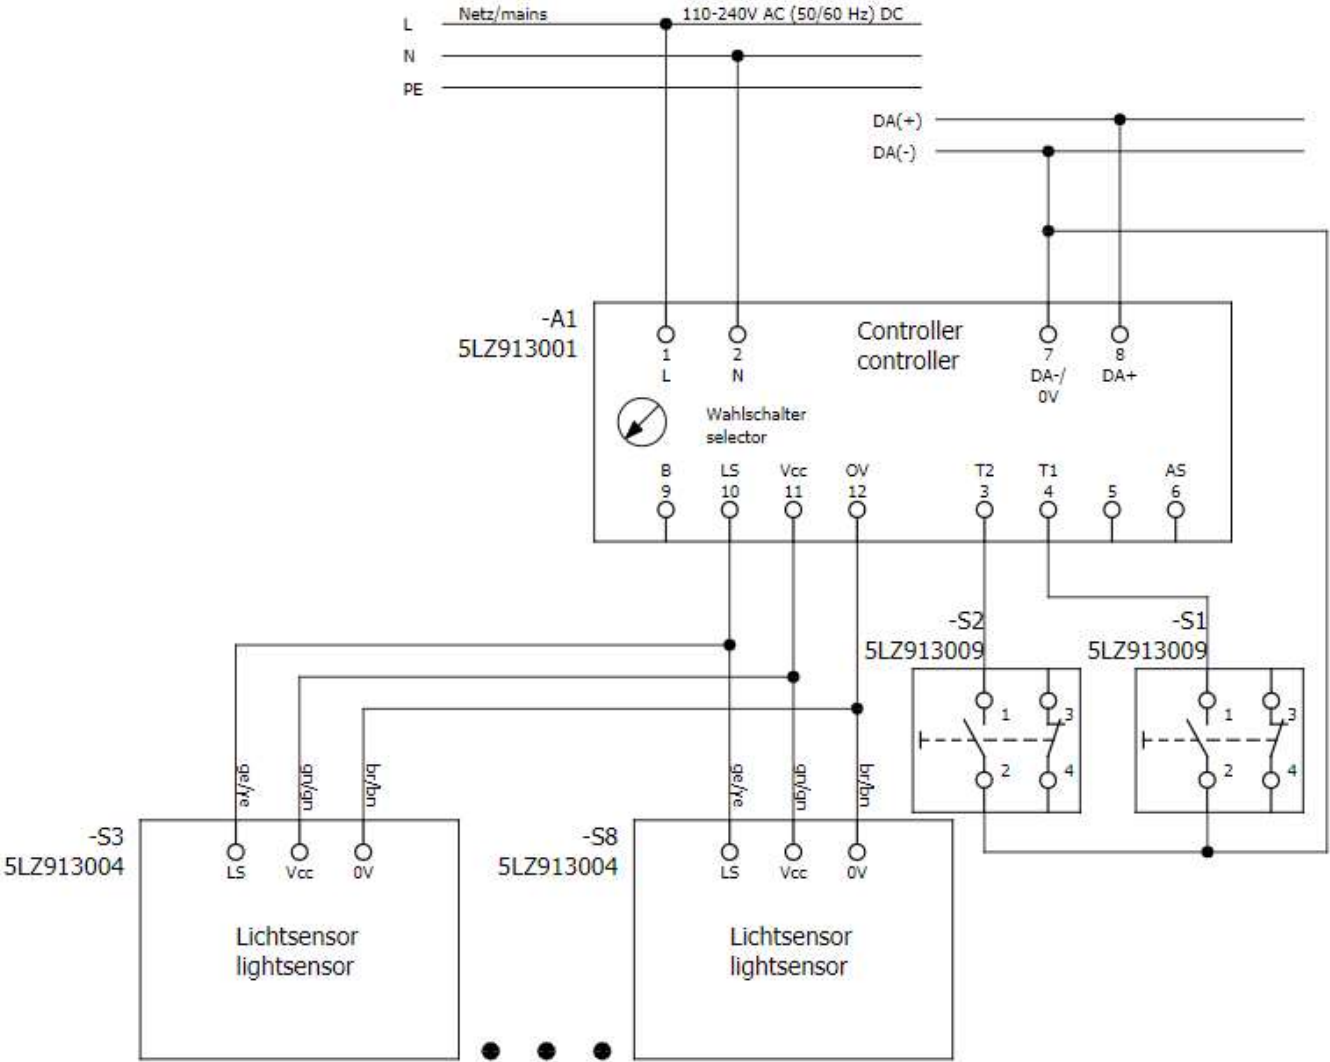 L Netz/mains 110-240V AC (50/60 Hz) DC
N
PE
DA(+)
DA(-)
-A1
5LZ913001
Controller
controller
1 2 7 8
L N DA-/ DA+
0V
Wahlschalter
selector
B LS Vcc OV T2 T1 AS
9 10 11 12 3 4 5 6
-S2 -S1
5LZ913009 5LZ913009
1 3 1 3
2 4 2 4
ge/ye gn/gn br/bn ge/ye gn/gn br/bn
-S3 -S8
5LZ913004 5LZ913004
LS Vcc 0V LS Vcc 0V
Lichtsensor Lichtsensor
lightsensor lightsensor